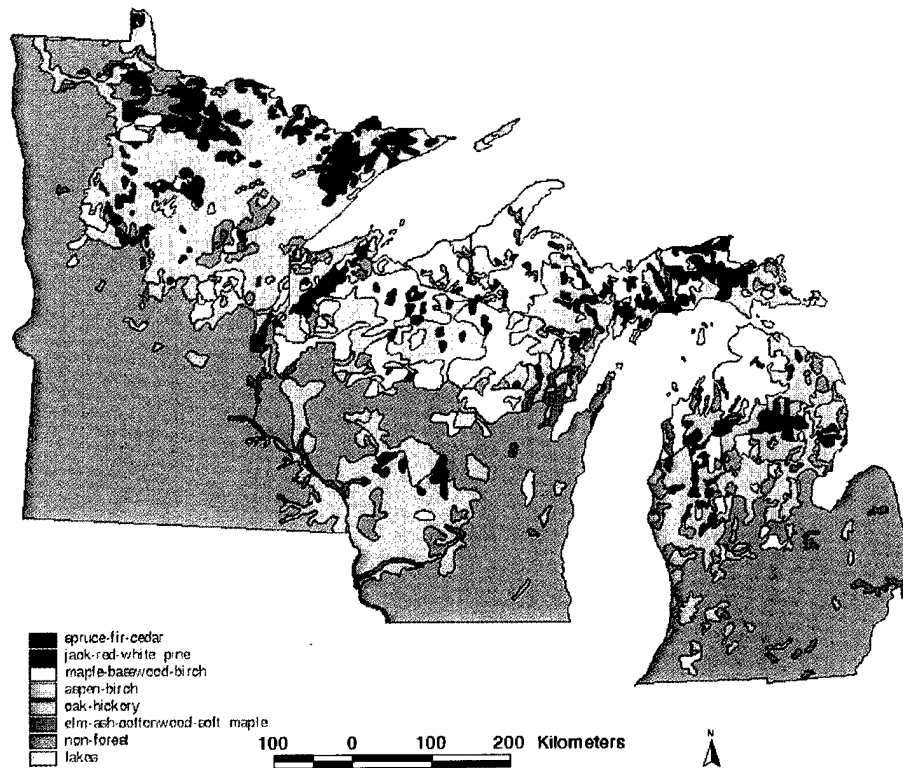 spruce-fir-cedar
jack-red-white pine
maple-basswood-birch
aspen-birch
oak-hickory
elm-ash-cottonwood-soft maple
non-forest
lakes
100 0 100 200 Kilometers
N